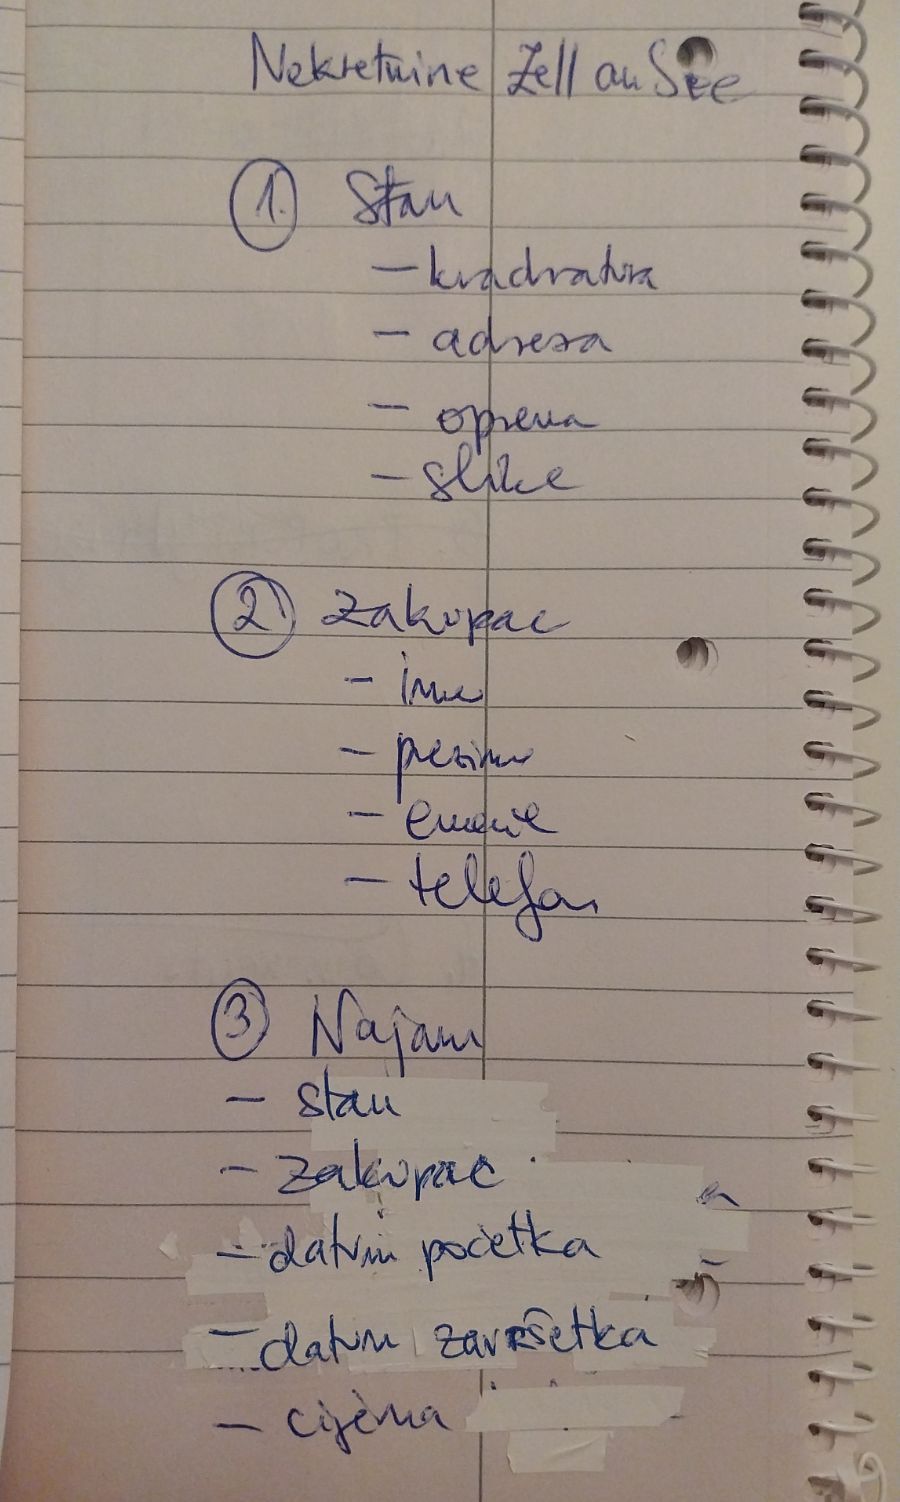 Nekretnine Zell am See
1. Stan
- kvadratura
- adresa
- oprema
- slike
2. Zakupac
- ime
- prezime
- emaie
- telefon
3 Najam
- stan
- zakupac
- datum početka
- datum završetka
- cijena